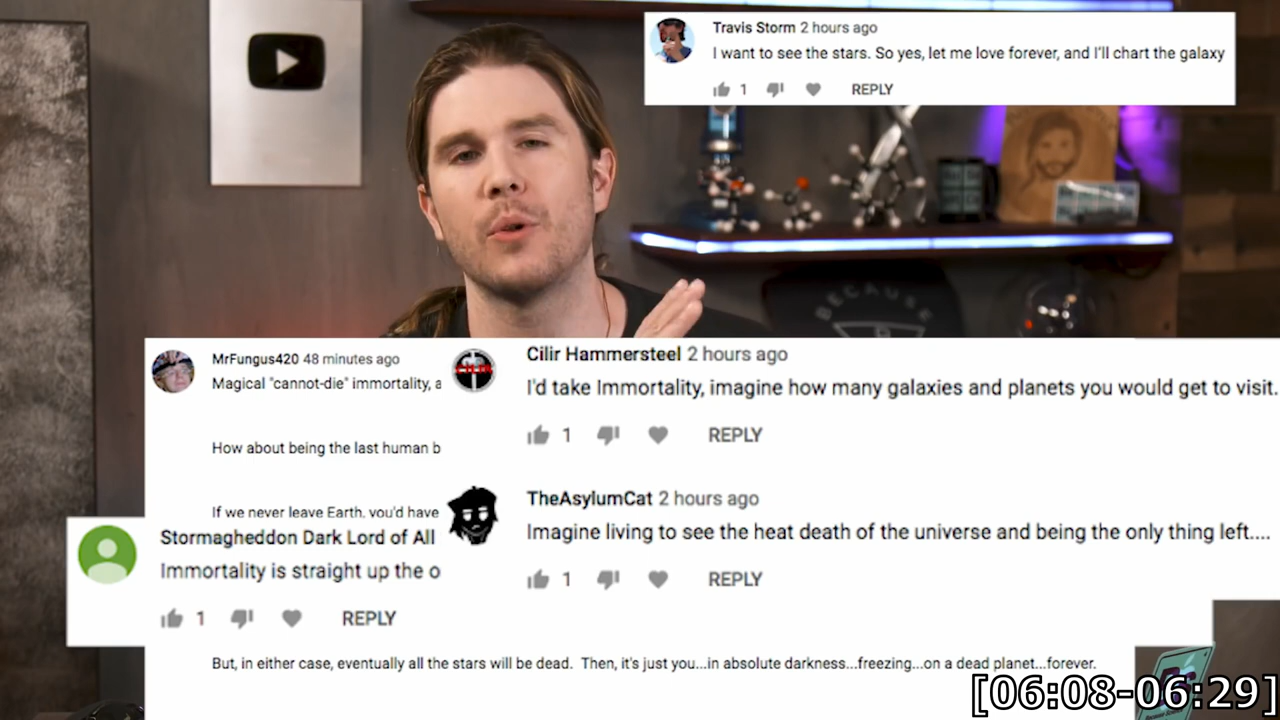 Travis Storm 2 hours ago
I want to see the stars. So yes, let me love forever, and I'll chart the galaxy
1 REPLY
BECAUSE
MrFungus420 48 minutes ago
Magical "cannot-die" immortality, a
How about being the last human b
If we never leave Earth, you'd have
Cilir Hammersteel 2 hours ago
I'd take Immortality, imagine how many galaxies and planets you would get to visit.
1 REPLY
TheAsylumCat 2 hours ago
Imagine living to see the heat death of the universe and being the only thing left....
1 REPLY
Stormagheddon Dark Lord of All
Immortality is straight up the o
1 REPLY
But, in either case, eventually all the stars will be dead. Then, it's just you...in absolute darkness...freezing...on a dead planet...forever.
[06:08-06:29]